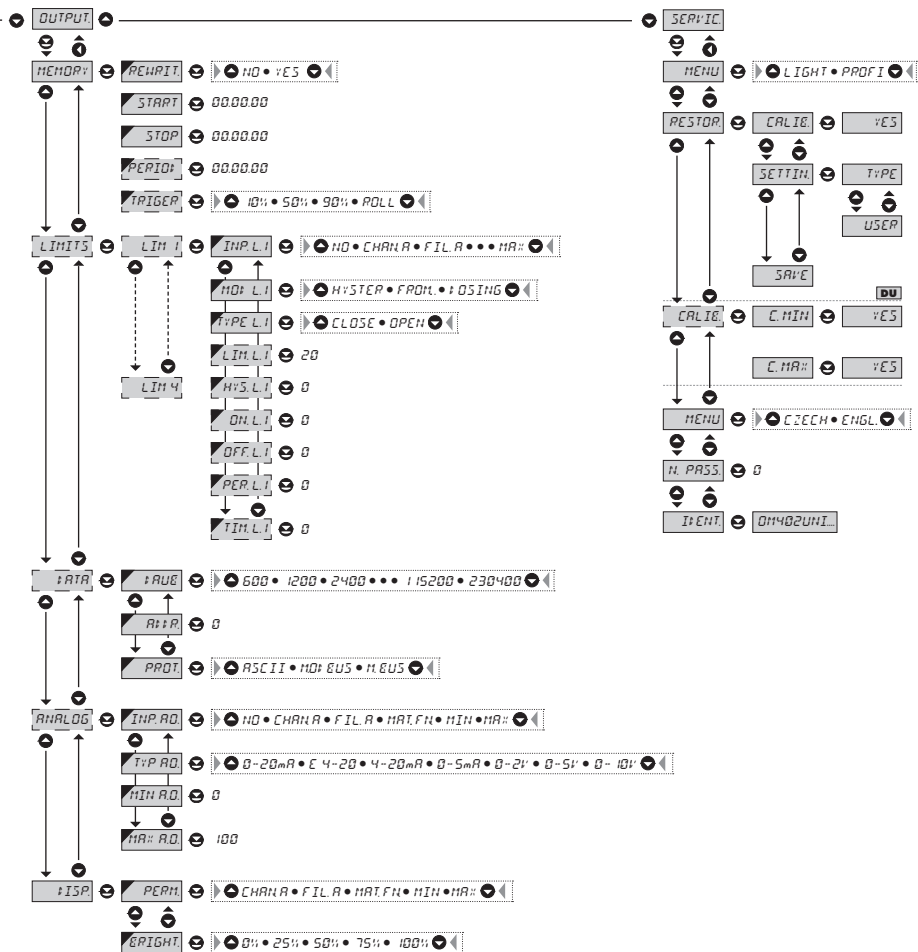 OUTPUT.
MEMORY
REWRIT.
NO • YES
START
00.00.00
STOP
00.00.00
PERIOD
00.00.00
TRIGER
10% • 50% • 90% • ROLL
LIMITS
LIM 1
INP. L.1
NO • CHAN.A • FIL. A • • • MAX
MOD L.1
HYSTER • FROM. • DOSING
TYPE L.1
CLOSE • OPEN
LIM. L.1
20
LIM 4
HYS. L.1
0
ON. L.1
0
OFF. L.1
0
PER. L.1
0
TIM. L.1
0
DATA
BAUD
600 • 1200 • 2400 • • • 115200 • 230400
ADDR.
0
PROT.
ASCII • MODBUS • M.BUS
ANALOG
INP. AO.
NO • CHAN.A • FIL. A • MAT.FN. • MIN • MAX
TYP AO.
0-20mA • E 4-20 • 4-20mA • 0-5mA • 0-2V • 0-5V • 0-10V
MIN A.O.
0
MAX A.O.
100
DISP.
PERM.
CHAN.A • FIL. A • MAT.FN. • MIN • MAX
BRIGHT.
0% • 25% • 50% • 75% • 100%
SERVIC.
MENU
LIGHT • PROFI
RESTOR.
CALIB.
YES
SETTIN.
TYPE
USER
SAVE
DU
CALIB.
C. MIN
YES
C. MAX
YES
MENU
CZECH • ENGL.
N. PASS.
0
IDENT.
OM402UNI...